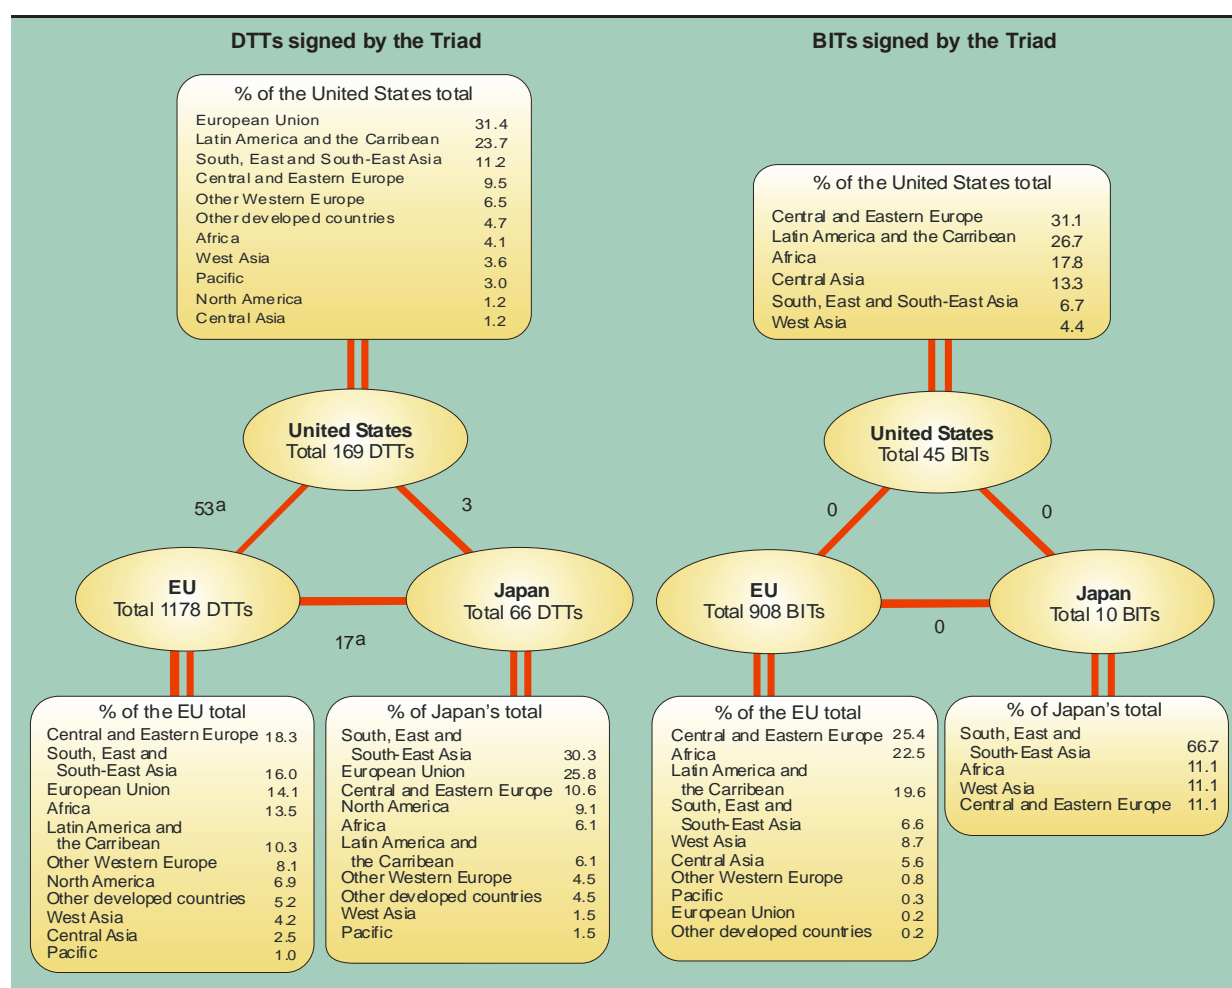 DTTs signed by the Triad
% of the United States total
European Union 31.4
Latin America and the Carribean 23.7
South, East and South-East Asia 11.2
Central and Eastern Europe 9.5
Other Western Europe 6.5
Other developed countries 4.7
Africa 4.1
West Asia 3.6
Pacific 3.0
North America 1.2
Central Asia 1.2
United States
Total 169 DTTs
53a
3
EU
Total 1178 DTTs
Japan
Total 66 DTTs
17a
% of the EU total
Central and Eastern Europe 18.3
South, East and
South-East Asia 16.0
European Union 14.1
Africa 13.5
Latin America and
the Carribean 10.3
Other Western Europe 8.1
North America 6.9
Other developed countries 5.2
West Asia 4.2
Central Asia 2.5
Pacific 1.0
% of Japan's total
South, East and
South-East Asia 30.3
European Union 25.8
Central and Eastern Europe 10.6
North America 9.1
Africa 6.1
Latin America and
the Carribean 6.1
Other Western Europe 4.5
Other developed countries 4.5
West Asia 1.5
Pacific 1.5
BITs signed by the Triad
% of the United States total
Central and Eastern Europe 31.1
Latin America and the Carribean 26.7
Africa 17.8
Central Asia 13.3
South, East and South-East Asia 6.7
West Asia 4.4
United States
Total 45 BITs
0
0
EU
Total 908 BITs
Japan
Total 10 BITs
0
% of the EU total
Central and Eastern Europe 25.4
Africa 22.5
Latin America and
the Carribean 19.6
South, East and
South-East Asia 6.6
West Asia 8.7
Central Asia 5.6
Other Western Europe 0.8
Pacific 0.3
European Union 0.2
Other developed countries 0.2
% of Japan's total
South, East and
South-East Asia 66.7
Africa 11.1
West Asia 11.1
Central and Eastern Europe 11.1